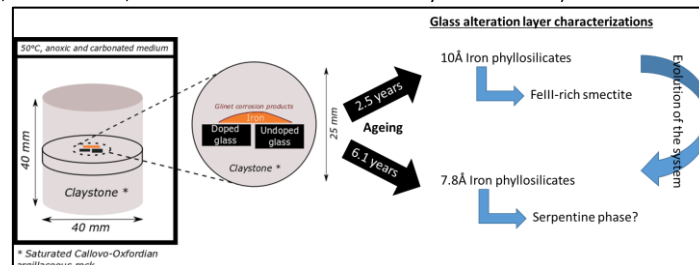 Glass alteration layer characterizations
50°C, anoxic and carbonated medium
40 mm
Claystone *
40 mm
* Saturated Callovo-Oxfordian
argillaceous rock
Glinet corrosion products
Iron
Doped
glass
Undoped
glass
Claystone *
25 mm
2.5 years
Ageing
6.1 years
10Å Iron phyllosilicates
FeIII-rich smectite
7.8Å Iron phyllosilicates
Serpentine phase?
Evolution of the system